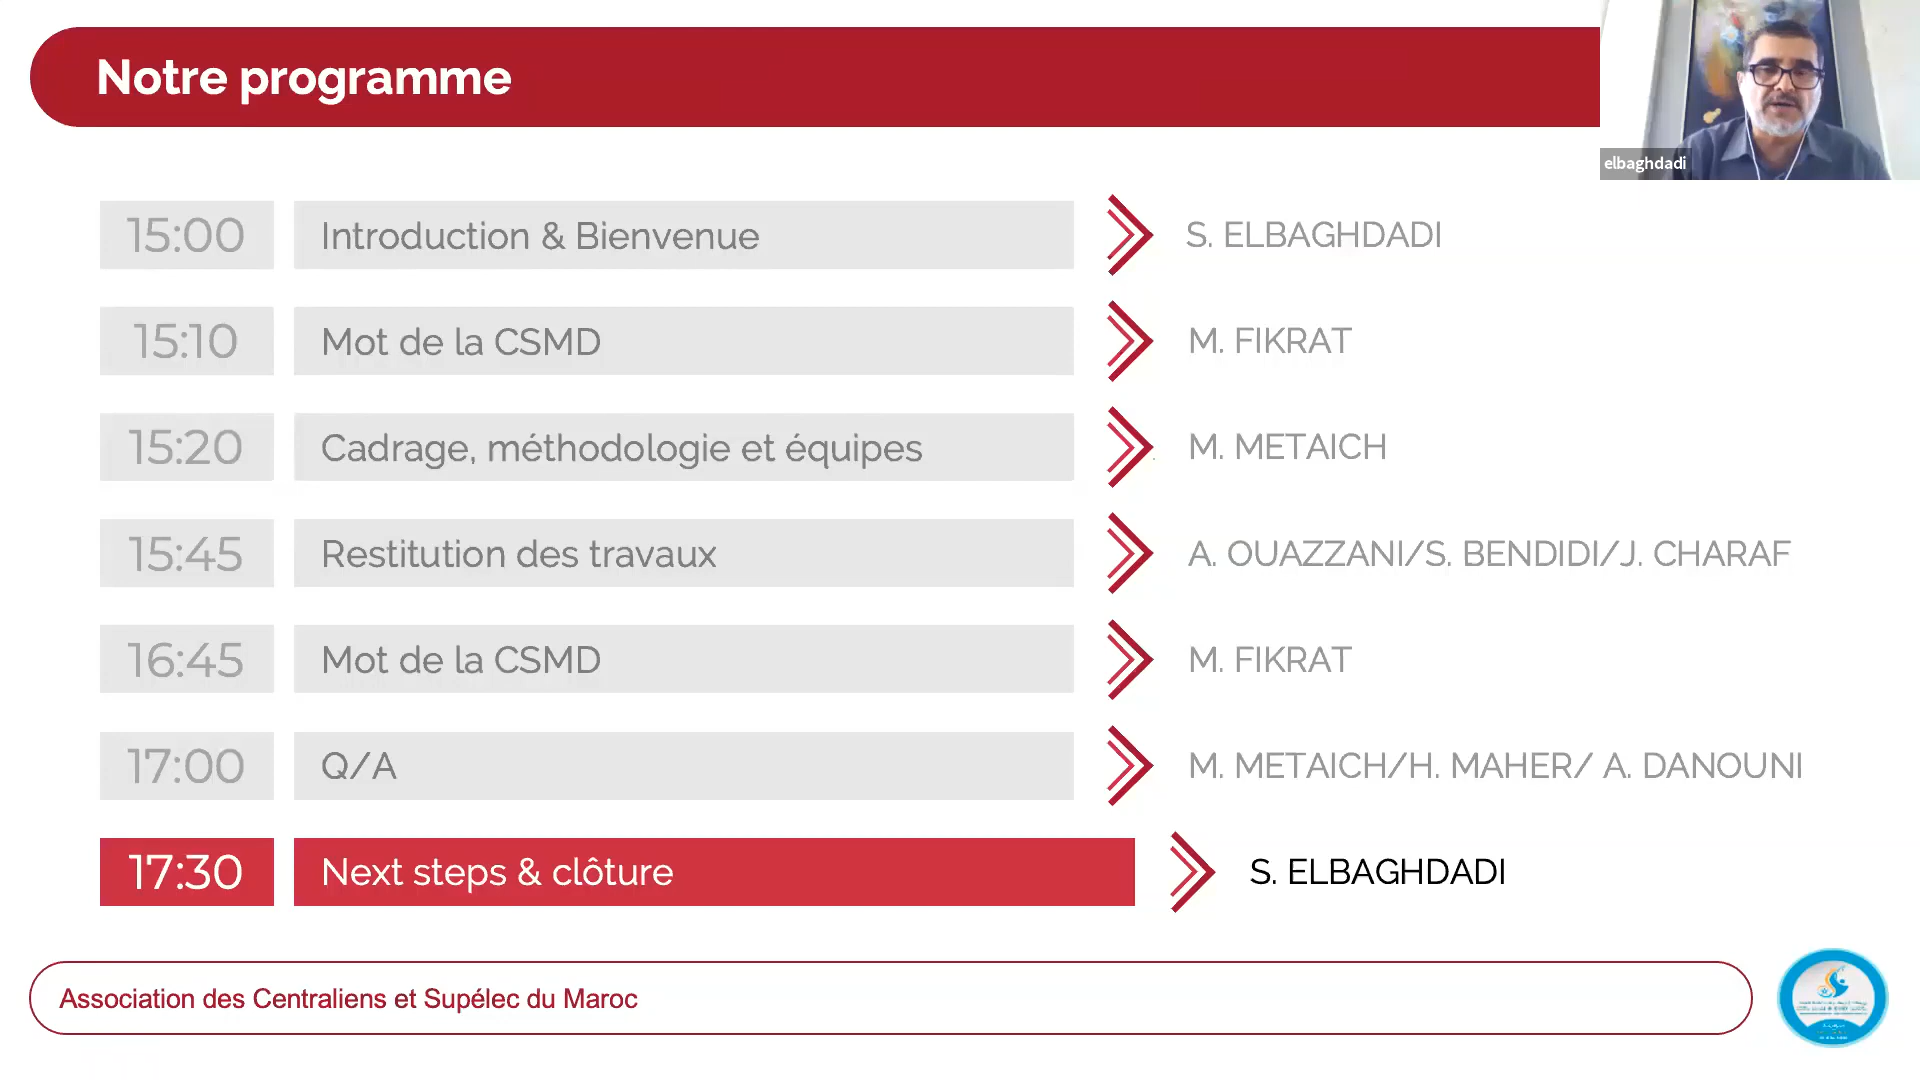 Notre programme
elbaghdadi
15:00 Introduction & Bienvenue S. ELBAGHDADI
15:10 Mot de la CSMD M. FIKRAT
15:20 Cadrage, méthodologie et équipes M. METAICH
15:45 Restitution des travaux A. OUAZZANI/S. BENDIDI/J. CHARAF
16:45 Mot de la CSMD M. FIKRAT
17:00 Q/A M. METAICH/H. MAHER/ A. DANOUNI
17:30 Next steps & clôture S. ELBAGHDADI
Association des Centraliens et Supélec du Maroc